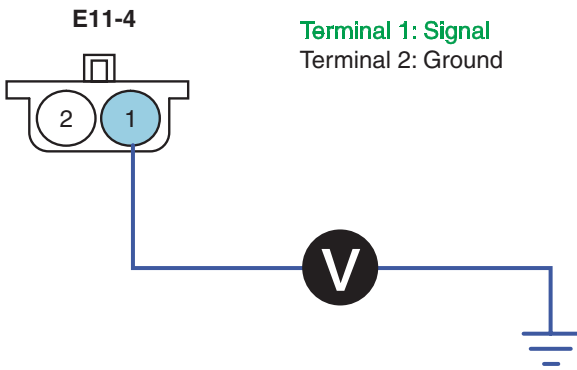 E11-4
Terminal 1: Signal
Terminal 2: Ground
2 1
V